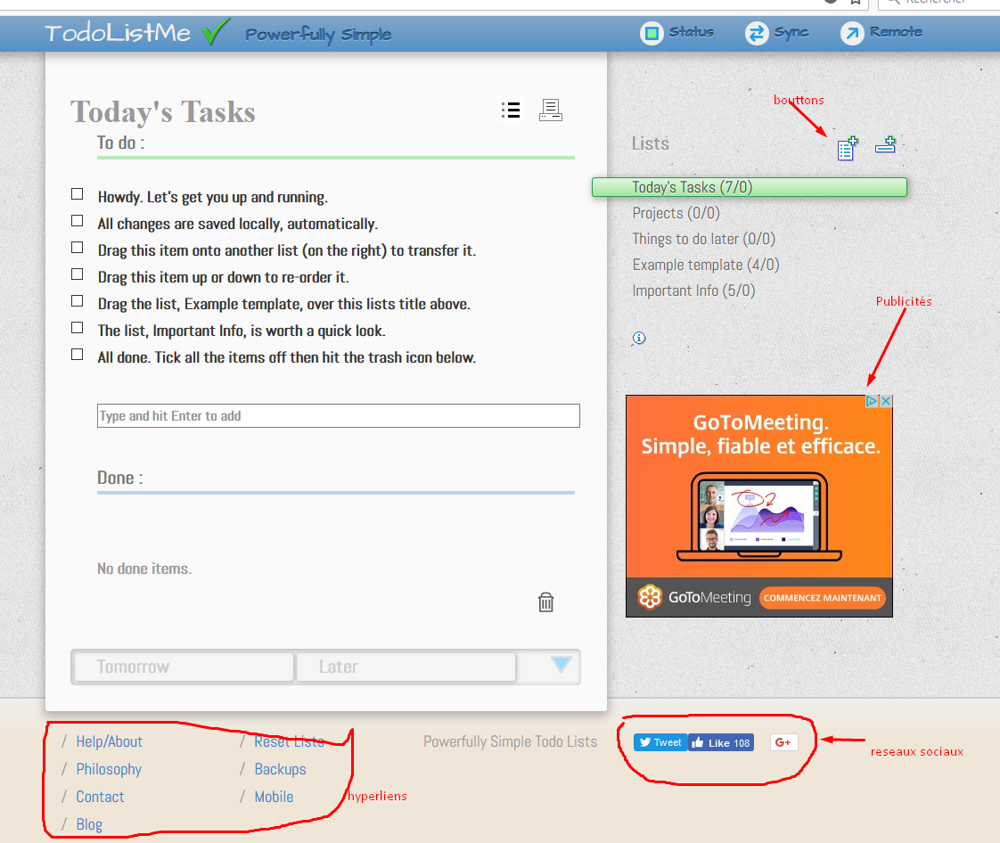 Rechercher
TodoListMe Powerfully Simple Status Sync Remote
Today's Tasks
To do :
Howdy. Let's get you up and running.
All changes are saved locally, automatically.
Drag this item onto another list (on the right) to transfer it.
Drag this item up or down to re-order it.
Drag the list, Example template, over this lists title above.
The list, Important Info, is worth a quick look.
All done. Tick all the items off then hit the trash icon below.
Type and hit Enter to add
Done :
No done items.
Tomorrow Later
bouttons
Lists
Today's Tasks (7/0)
Projects (0/0)
Things to do later (0/0)
Example template (4/0)
Important Info (5/0)
Publicités
GoToMeeting.
Simple, fiable et efficace.
GoToMeeting COMMENCEZ MAINTENANT
/ Help/About / Reset Lists
/ Philosophy / Backups
/ Contact / Mobile
/ Blog
hyperliens
Powerfully Simple Todo Lists
Tweet Like 108 G+
reseaux sociaux